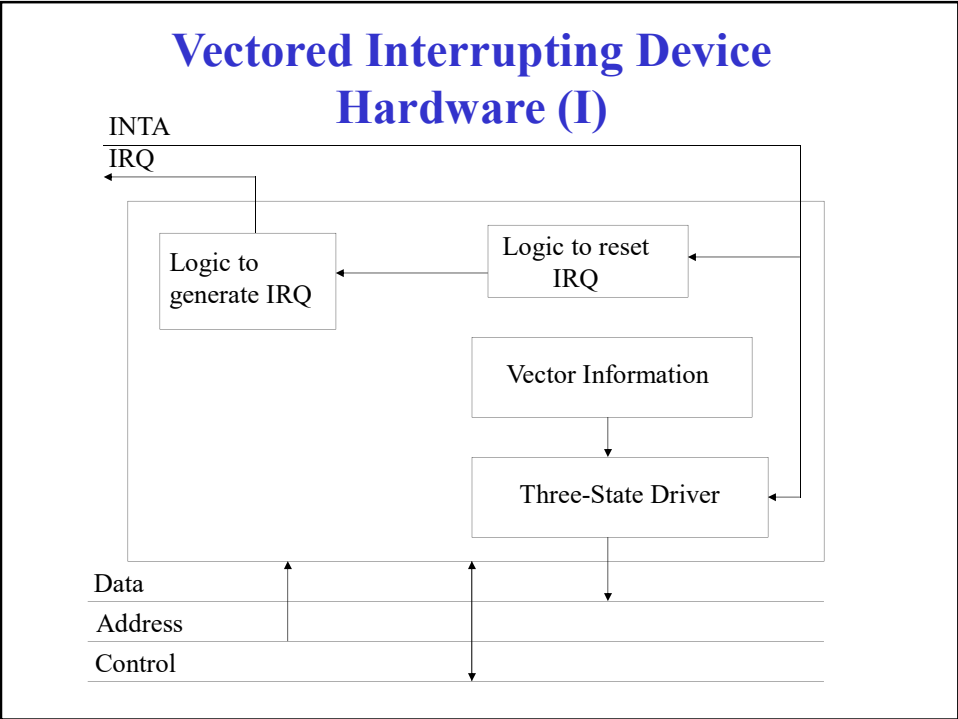 Vectored Interrupting Device
Hardware (I)
INTA
IRQ
Logic to
generate IRQ
Logic to reset
IRQ
Vector Information
Three-State Driver
Data
Address
Control